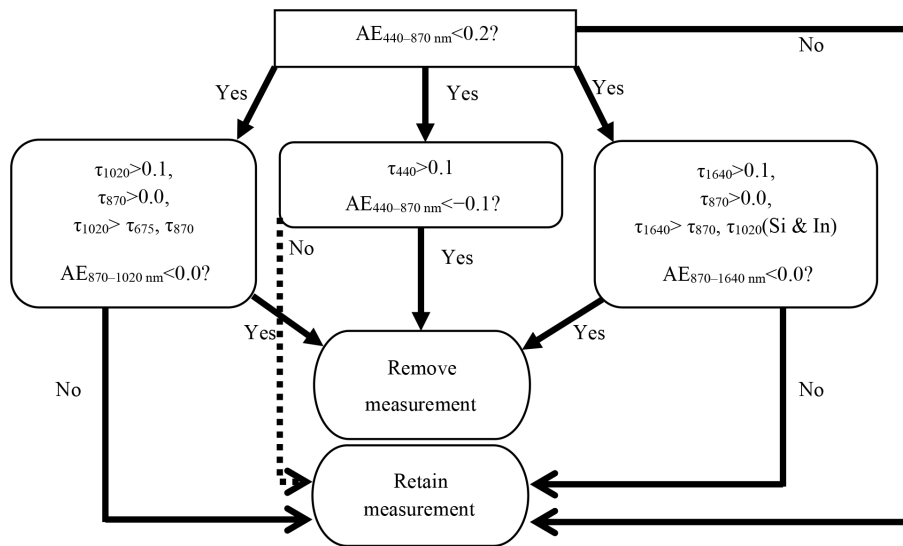 AE₄₄₀₋₈₇₀ ₙₘ<0.2?
No
Yes
Yes
Yes
τ₁₀₂₀>0.1,
τ₈₇₀>0.0,
τ₁₀₂₀> τ₆₇₅, τ₈₇₀
AE₈₇₀₋₁₀₂₀ ₙₘ<0.0?
τ₄₄₀>0.1
AE₄₄₀₋₈₇₀ ₙₘ<−0.1?
τ₁₆₄₀>0.1,
τ₈₇₀>0.0,
τ₁₆₄₀> τ₈₇₀, τ₁₀₂₀(Si & In)
AE₈₇₀₋₁₆₄₀ ₙₘ<0.0?
No
Yes
Yes
Yes
No
No
Remove
measurement
Retain
measurement